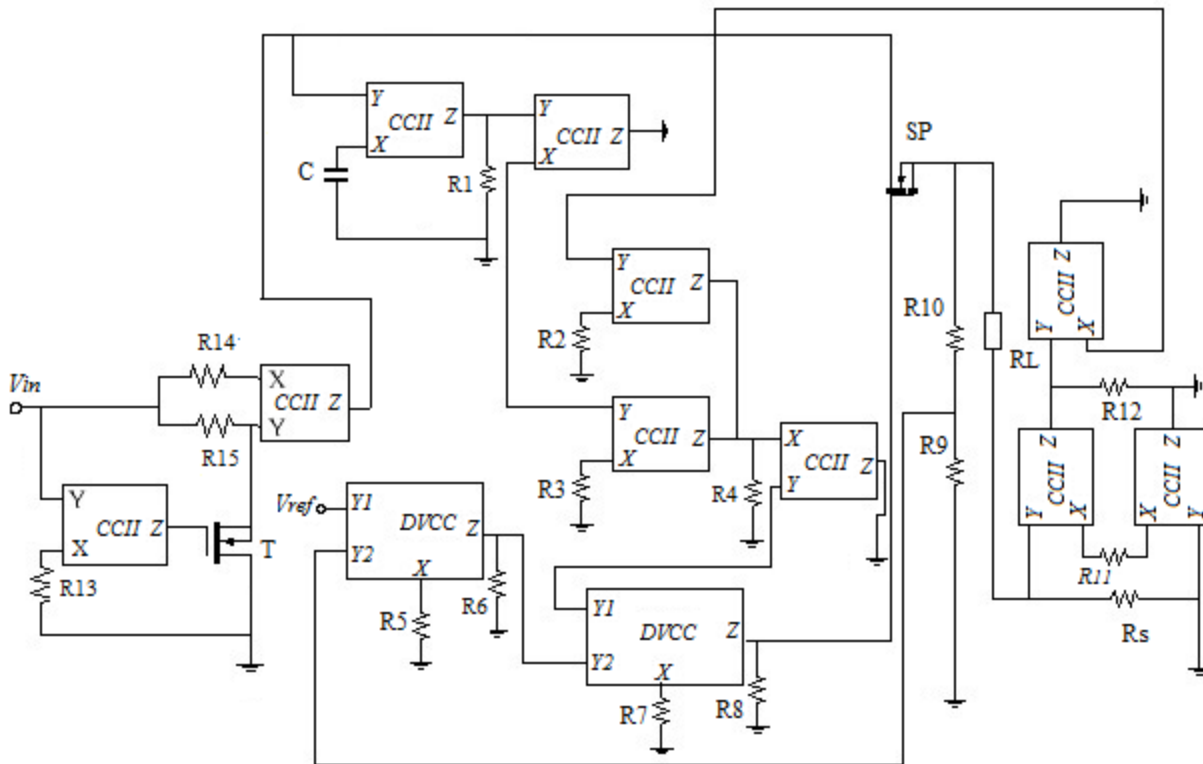 Y
CCII
Z
X
C
R1
Y
CCII
Z
X
SP
Y
CCII
Z
X
R2
Z
CCII
Y
X
R10
RL
R14
Vin
X
CCII
Z
Y
R15
Y
CCII
Z
X
R3
R4
X
CCII
Z
Y
R9
R12
Z
CCII
Y
X
Z
CCII
X
Y
R11
Rs
Y
CCII
Z
X
R13
T
Vref
Y1
DVCC
Z
Y2
X
R5
R6
Y1
DVCC
Z
Y2
X
R7
R8